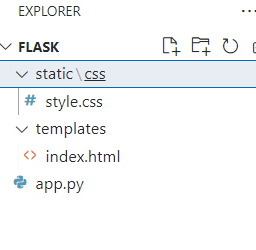 EXPLORER
FLASK
static\css
# style.css
templates
<> index.html
app.py